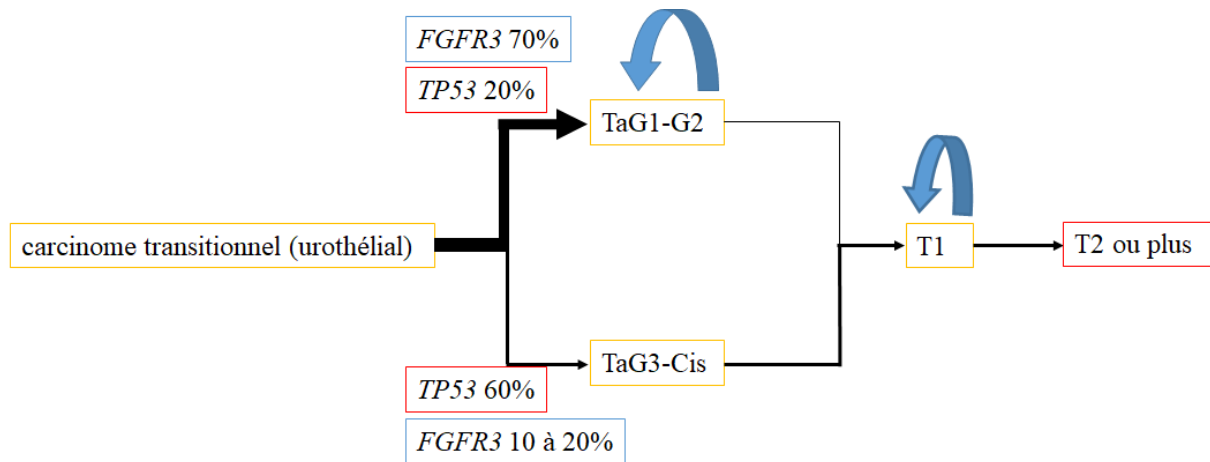 FGFR3 70%
TP53 20%
TaG1-G2
carcinome transitionnel (urothélial)
T1
T2 ou plus
TaG3-Cis
TP53 60%
FGFR3 10 à 20%